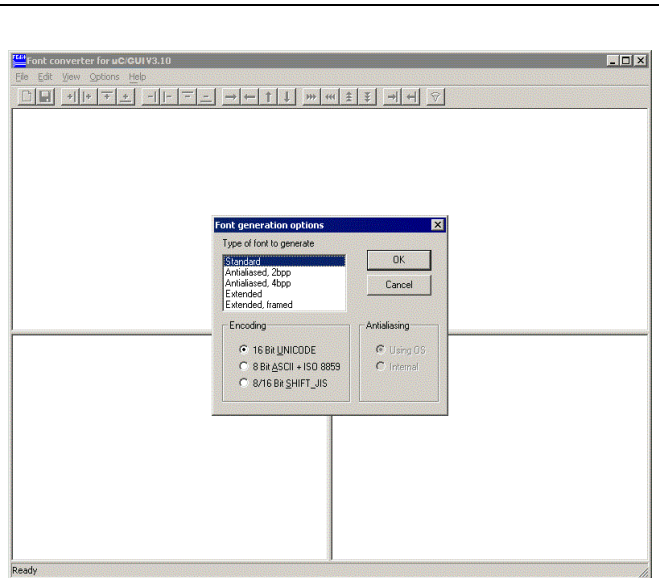 Font converter for uC/GUI V3.10
File Edit View Options Help
Font generation options
Type of font to generate
Standard
Antialiased, 2bpp
Antialiased, 4bpp
Extended
Extended, framed
OK
Cancel
Encoding
16 Bit UNICODE
8 Bit ASCII + ISO 8859
8/16 Bit SHIFT_JIS
Antialiasing
Using OS
Internal
Ready